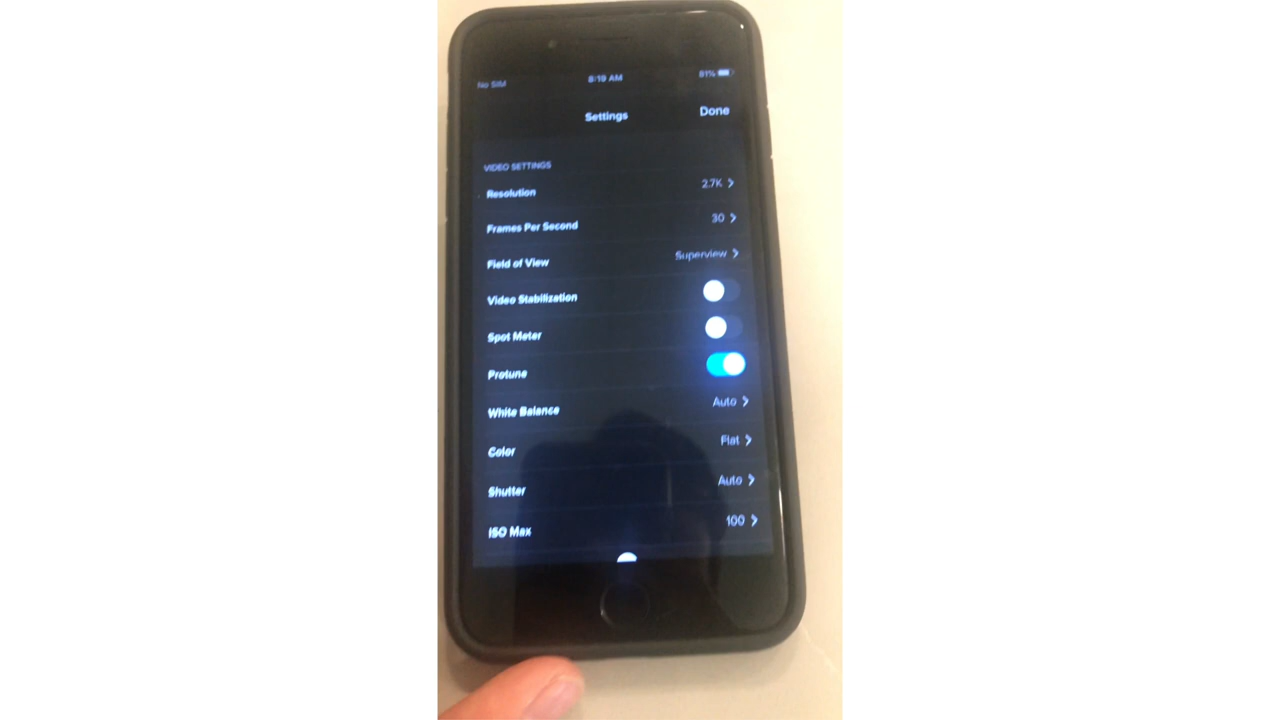 No SIM 8:19 AM 81%
Settings Done
VIDEO SETTINGS
Resolution 2.7K
Frames Per Second 30
Field of View Superview
Video Stabilization
Spot Meter
Protune
White Balance Auto
Color Flat
Shutter Auto
ISO Max 100